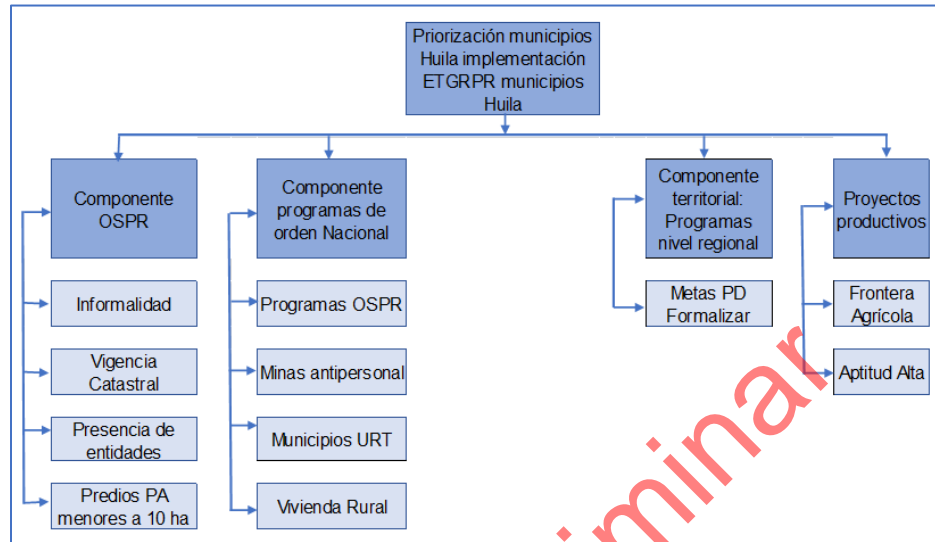 Priorización municipios
Huila implementación
ETGRPR municipios
Huila
Componente
OSPR
Informalidad
Vigencia
Catastral
Presencia de
entidades
Predios PA
menores a 10 ha
Componente
programas de
orden Nacional
Programas OSPR
Minas antipersonal
Municipios URT
Vivienda Rural
Componente
territorial:
Programas
nivel regional
Metas PD
Formalizar
Proyectos
productivos
Frontera
Agrícola
Aptitud Alta
iminar